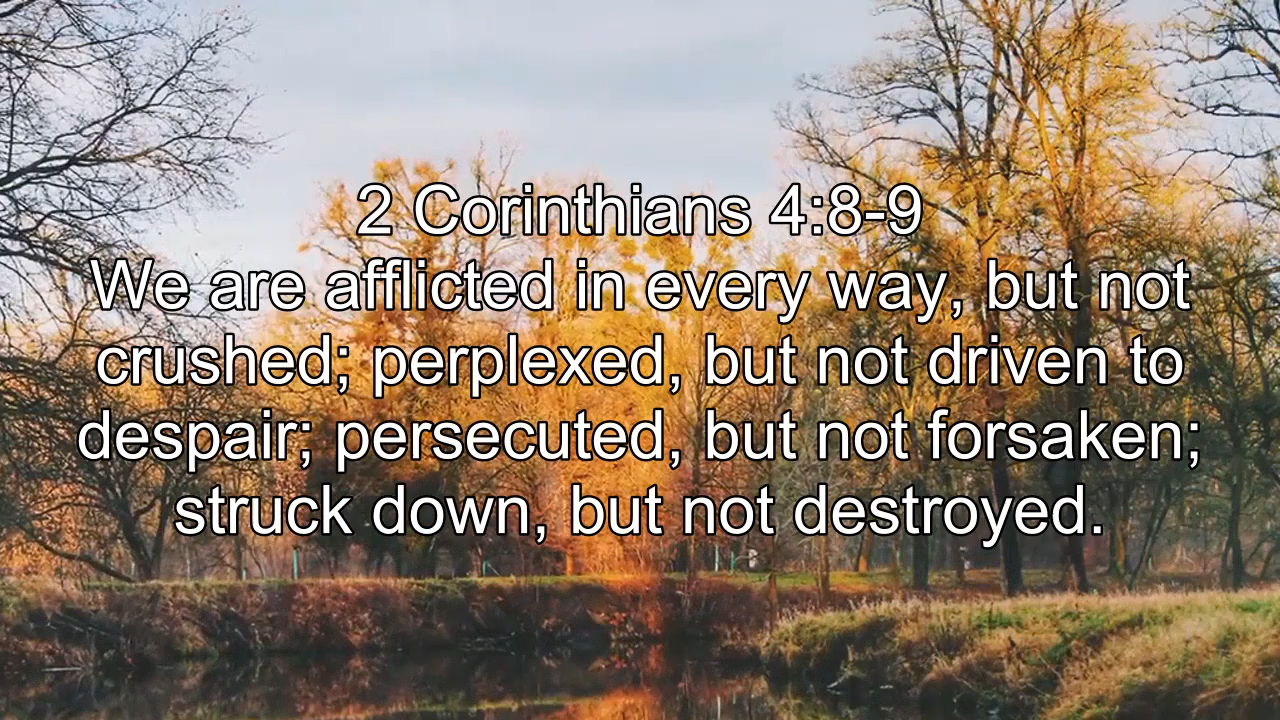 2 Corinthians 4:8-9
We are afflicted in every way, but not
crushed; perplexed, but not driven to
despair; persecuted, but not forsaken;
struck down, but not destroyed.